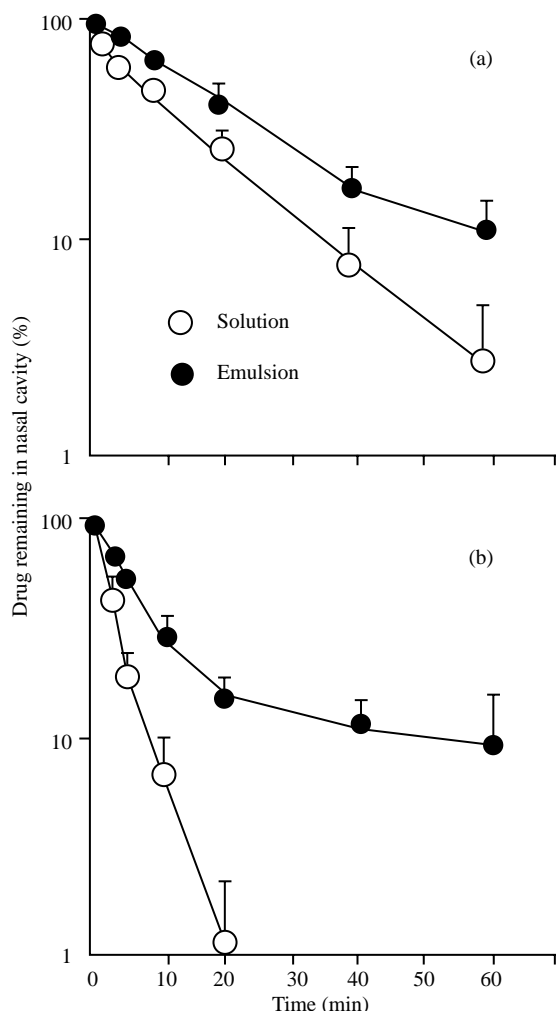 100
(a)
10
Solution
Emulsion
1
Drug remaining in nasal cavity (%)
100
(b)
10
1
0 10 20 30 40 50 60
Time (min)